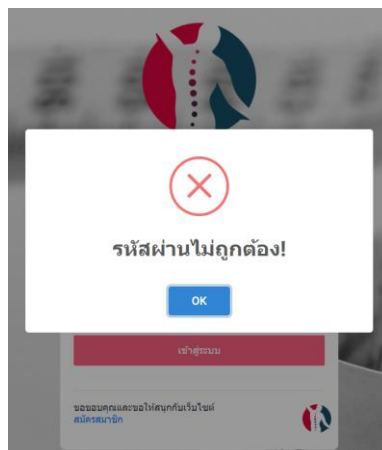 รหัสผ่านไม่ถูกต้อง!
OK
เข้าสู่ระบบ
ขอขอบคุณและขอให้สนุกกับเว็บไซต์
สมัครสมาชิก